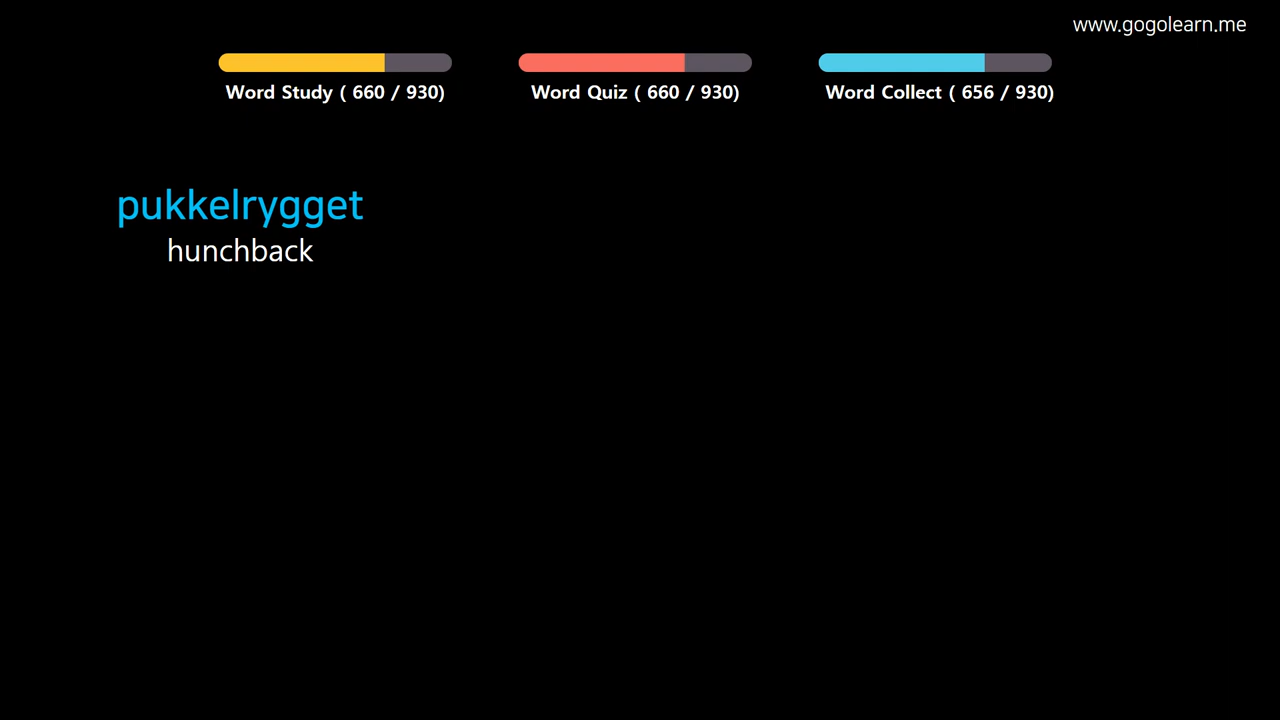 www.gogolearn.me
Word Study ( 660 / 930)
Word Quiz ( 660 / 930)
Word Collect ( 656 / 930)
pukkelrygget
hunchback